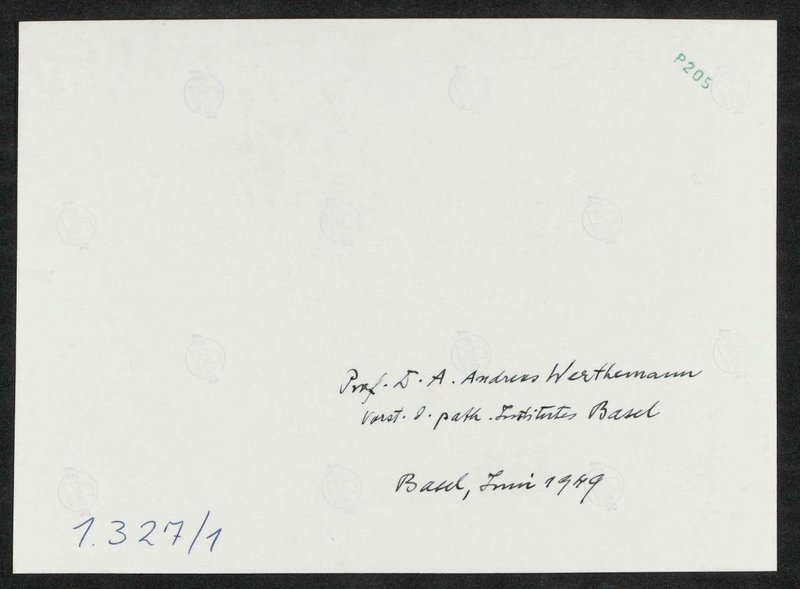 P205
Prof. D. A. Andreas Werthemann
Vorst. d. path. Institutes Basel
Basel, Juni 1949
1.327/1